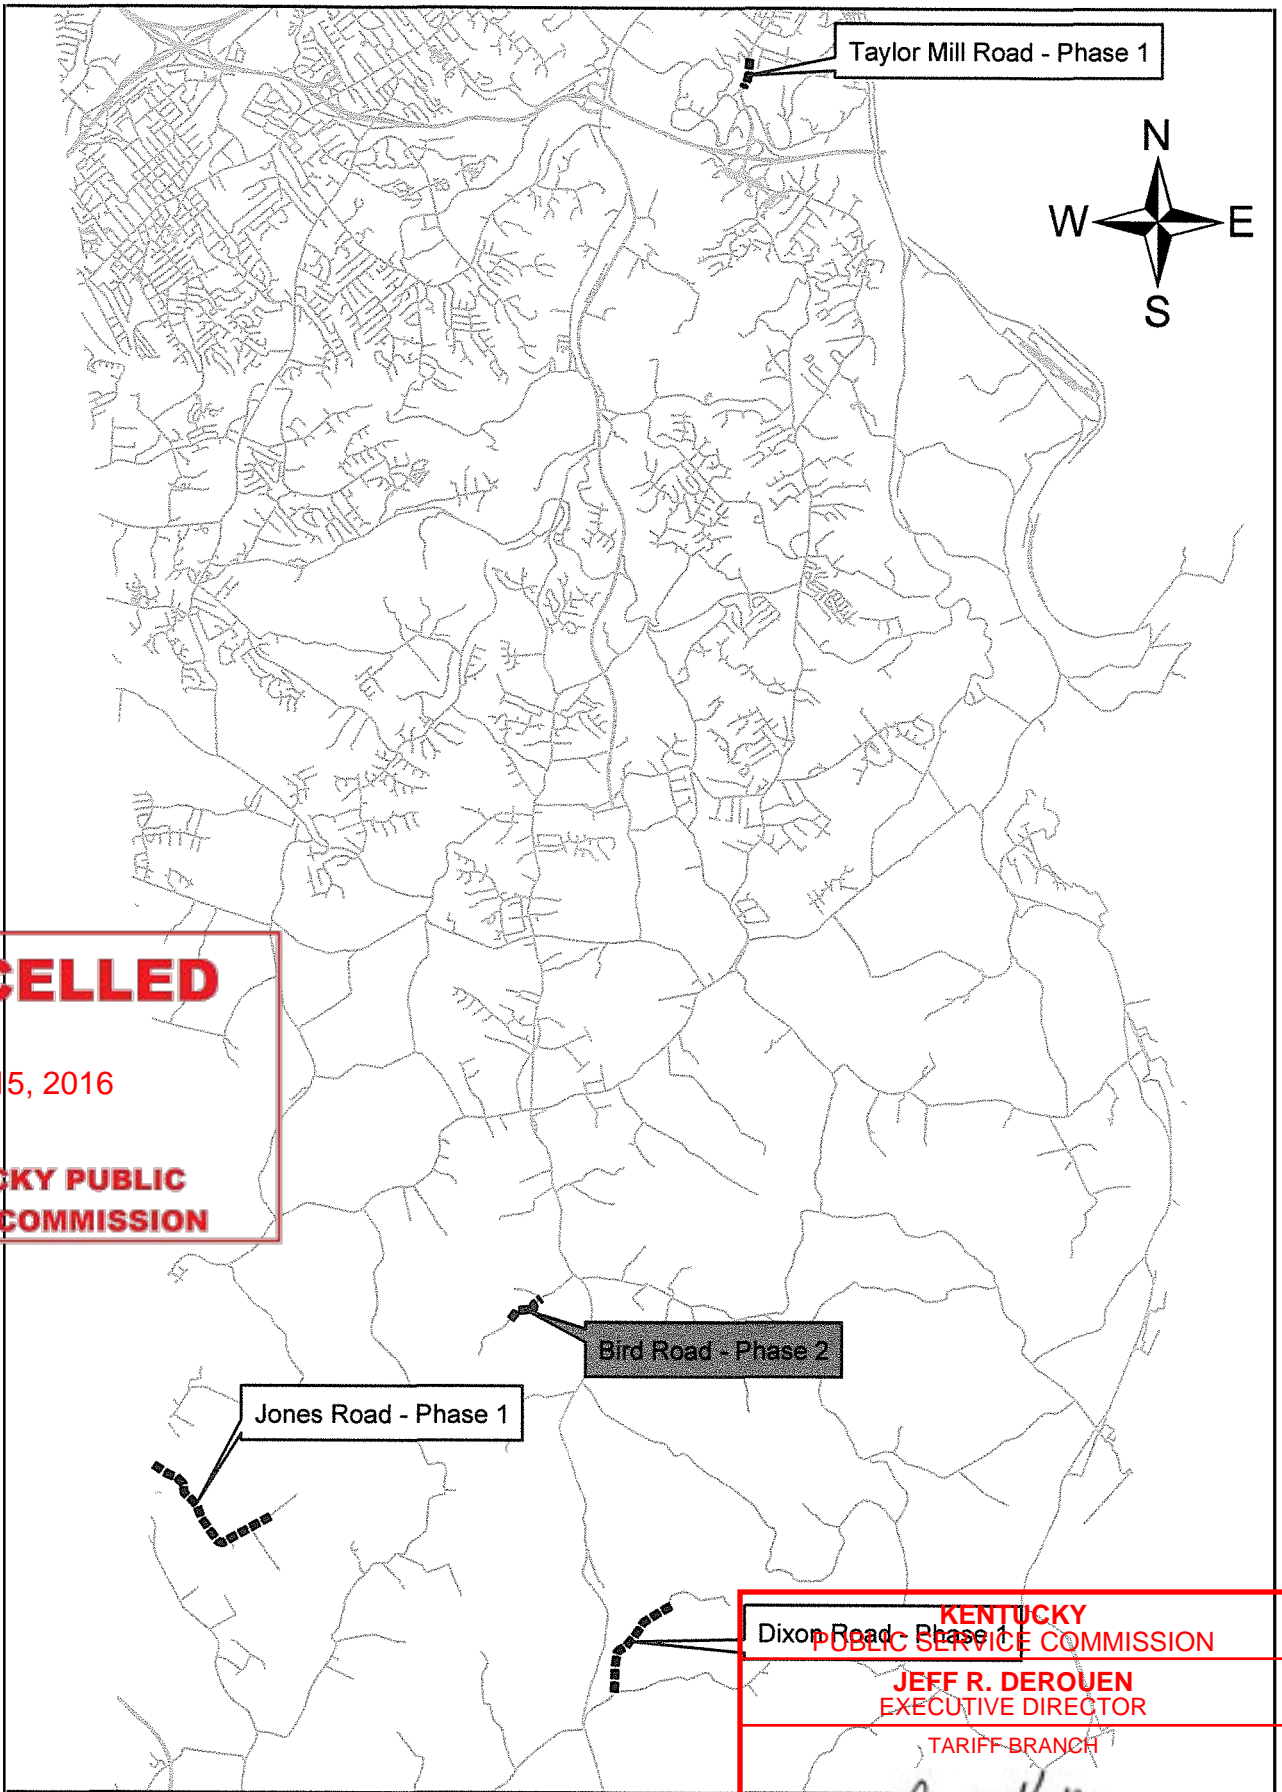 Taylor Mill Road - Phase 1
N
W E
S
CELLED
15, 2016
CKY PUBLIC
COMMISSION
Bird Road - Phase 2
Jones Road - Phase 1
Dixon Road - Phase 1
KENTUCKY
PUBLIC SERVICE COMMISSION
JEFF R. DEROUEN
EXECUTIVE DIRECTOR
TARIFF BRANCH